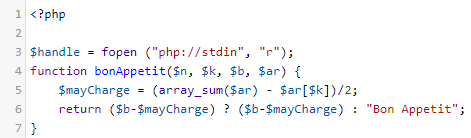 1 <?php
2
3 $handle = fopen ("php://stdin", "r");
4 function bonAppetit($n, $k, $b, $ar) {
5     $mayCharge = (array_sum($ar) - $ar[$k])/2;
6     return ($b-$mayCharge) ? ($b-$mayCharge) : "Bon Appetit";
7 }